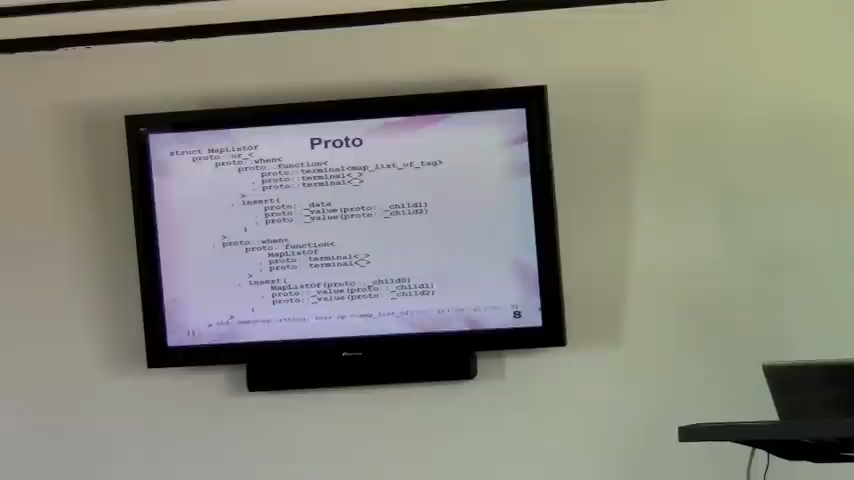 Proto
struct MapListOf
proto::or_<
proto::when<
proto::function<
proto::terminal<map_list_of_tag>
, proto::terminal<_>
, proto::terminal<_>
>
, insert(
proto::_data
, proto::_value(proto::_child1)
, proto::_value(proto::_child2)
)
>
, proto::when<
proto::function<
MapListOf
, proto::terminal<_>
, proto::terminal<_>
>
, insert(
MapListOf(proto::_child0)
, proto::_value(proto::_child1)
, proto::_value(proto::_child2)
)
>
8